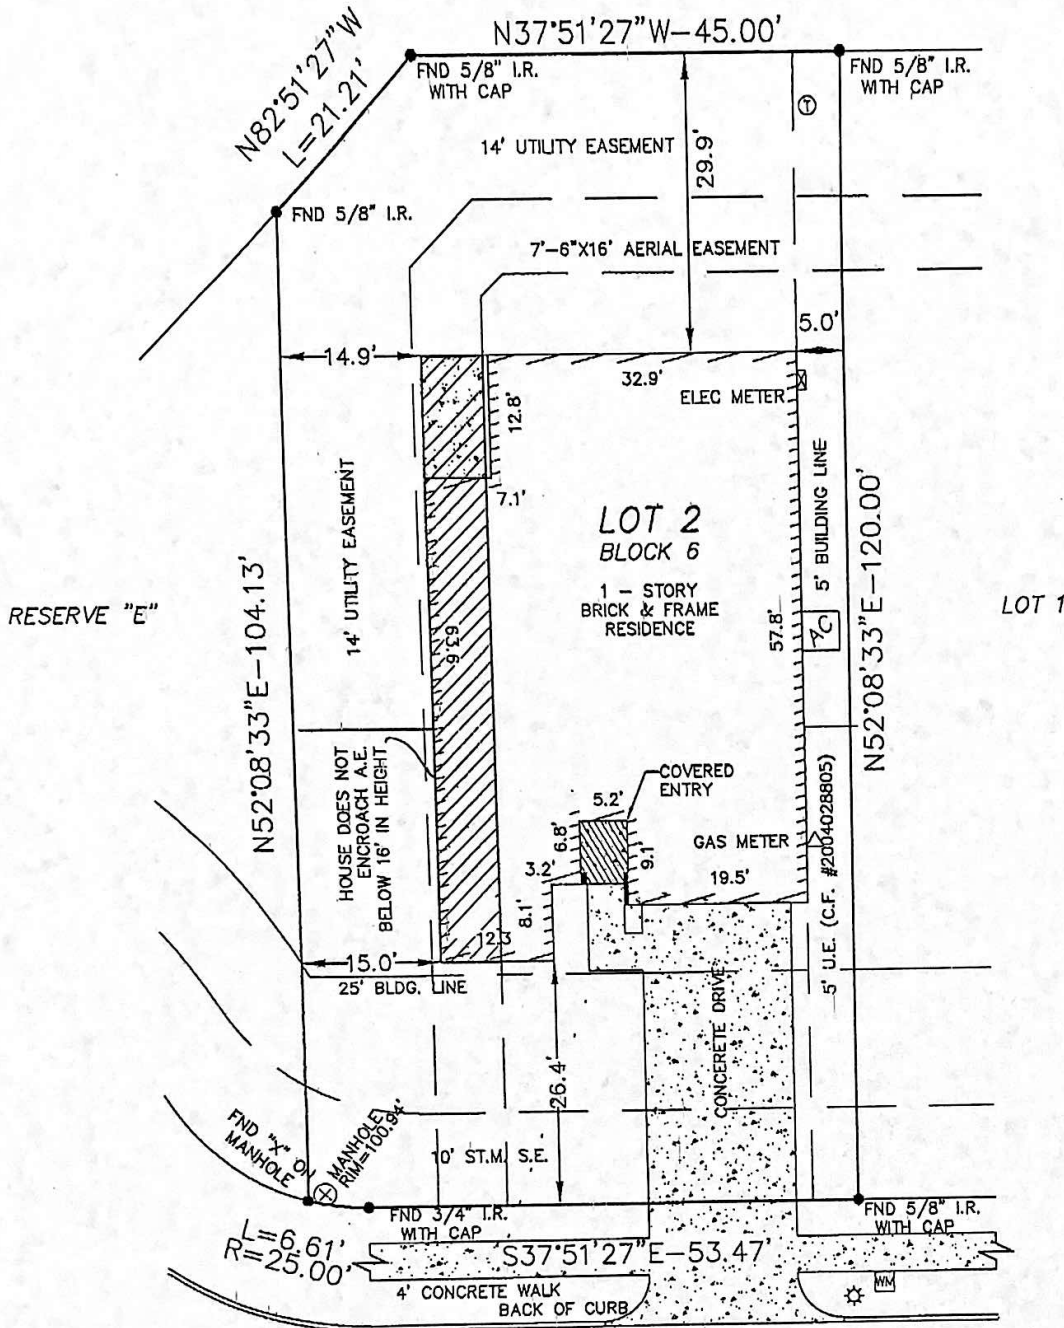 N37°51'27"W-45.00'
N82°51'27"W
L=21.21'
FND 5/8" I.R.
WITH CAP
FND 5/8" I.R.
WITH CAP
14' UTILITY EASEMENT
29.9'
T
FND 5/8" I.R.
7'-6"X16' AERIAL EASEMENT
5.0'
14.9'
32.9'
ELEC METER
12.8'
7.1'
14' UTILITY EASEMENT
LOT 2
BLOCK 6
1 - STORY
BRICK & FRAME
RESIDENCE
5' BUILDING LINE
57.8'
A/C
N52°08'33"E-120.00'
RESERVE "E"
LOT 1
N52°08'33"E-104.13'
63.6'
HOUSE DOES NOT
ENCROACH A.E.
BELOW 16' IN HEIGHT
COVERED
ENTRY
5.2'
6.8'
9.1'
GAS METER
3.2'
19.5'
8.1'
12.3
5' U.E. (C.F. #2004028805)
15.0'
25' BLDG. LINE
CONCRETE DRIVE
26.4'
FND "X" ON
MANHOLE
MANHOLE
RIM=100.94'
10' ST.M. S.E.
FND 3/4" I.R.
WITH CAP
FND 5/8" I.R.
WITH CAP
L=6.61'
R=25.00'
S37°51'27"E-53.47'
4' CONCRETE WALK
BACK OF CURB
WM